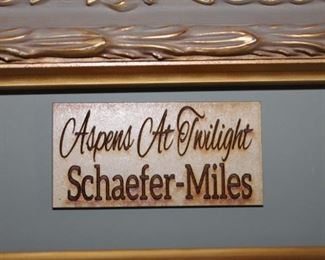 Aspens At Twilight
Schaefer-Miles